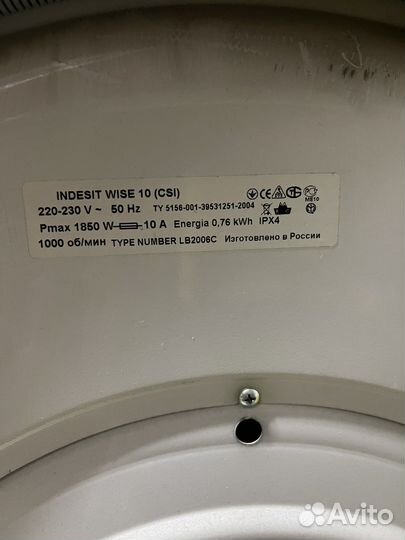 INDESIT WISE 10 (CSI)
220-230 V ~ 50 Hz TY 5156-001-39531251-2004
MB10
Pmax 1850 W 10 A Energia 0,76 kWh IPX4
1000 об/мин TYPE NUMBER LB2006C Изготовлено в России
Avito